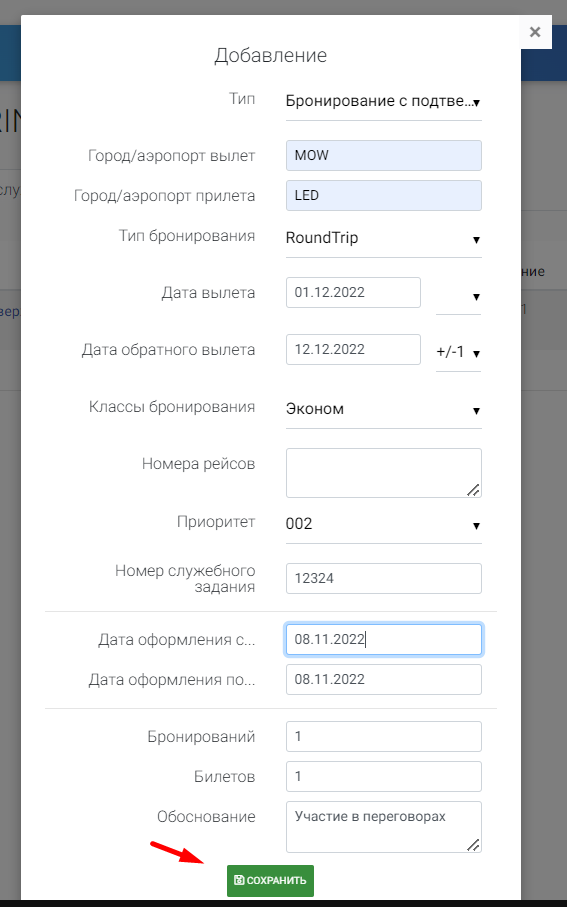 ×
Добавление
Тип Бронирование с подтве...
Город/аэропорт вылет MOW
Город/аэропорт прилета LED
Тип бронирования RoundTrip
Дата вылета 01.12.2022
Дата обратного вылета 12.12.2022 +/-1
Классы бронирования Эконом
Номера рейсов
Приоритет 002
Номер служебного
задания 12324
Дата оформления с... 08.11.2022
Дата оформления по... 08.11.2022
Бронирований 1
Билетов 1
Обоснование Участие в переговорах
СОХРАНИТЬ